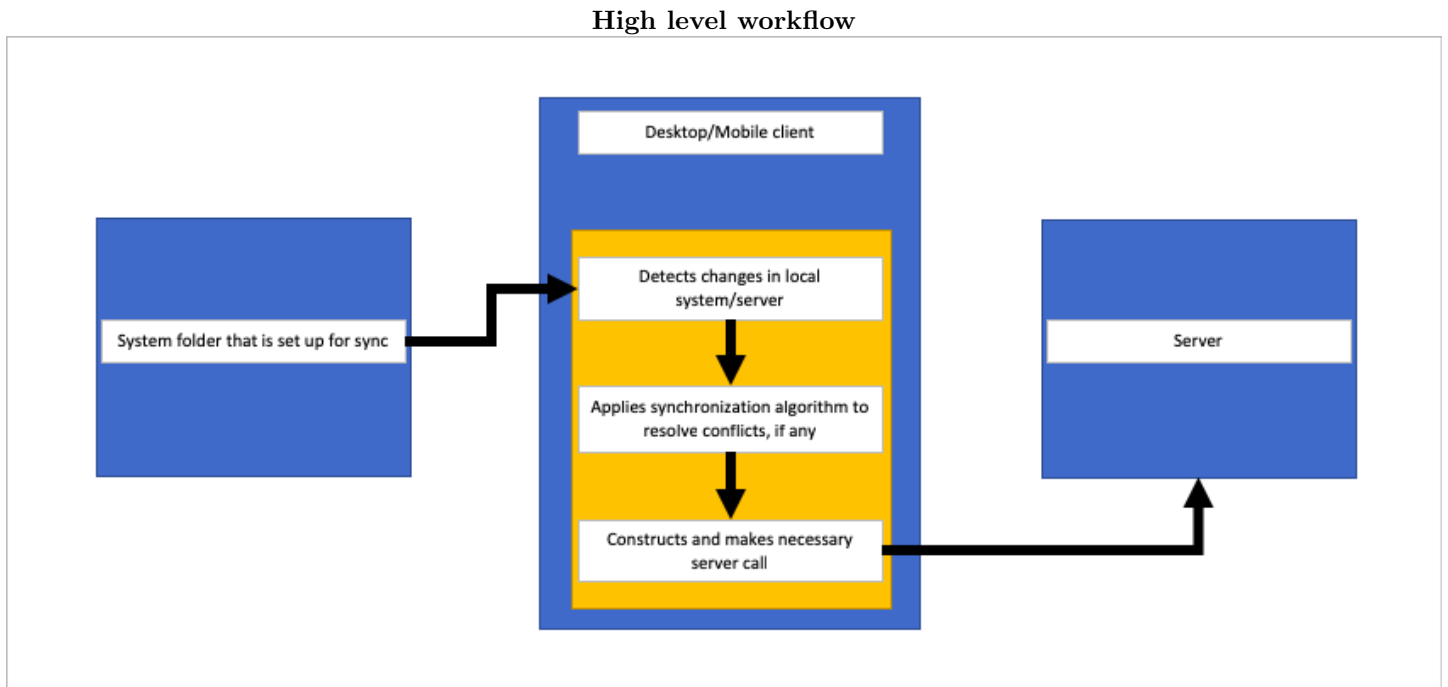 High level workflow
Desktop/Mobile client
System folder that is set up for sync
Detects changes in local
system/server
Applies synchronization algorithm to
resolve conflicts, if any
Constructs and makes necessary
server call
Server